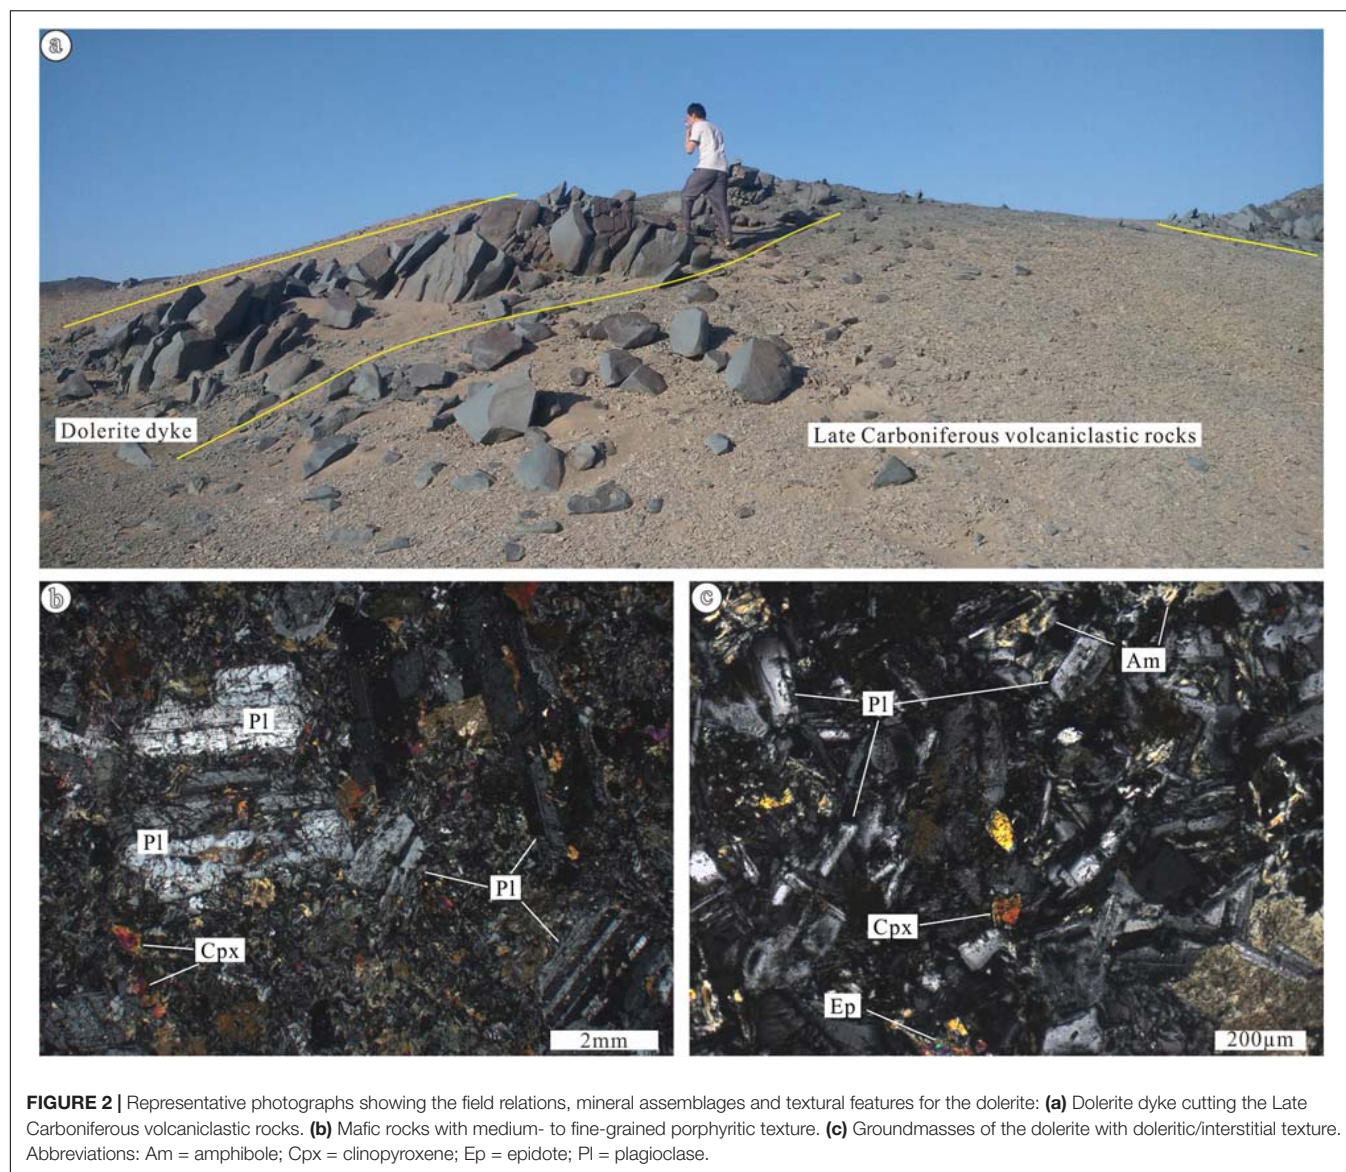 a
Dolerite dyke
Late Carboniferous volcaniclastic rocks
b
Pl
Pl
Pl
Cpx
2mm
c
Am
Pl
Cpx
Ep
200µm
FIGURE 2 | Representative photographs showing the field relations, mineral assemblages and textural features for the dolerite: (a) Dolerite dyke cutting the Late
Carboniferous volcaniclastic rocks. (b) Mafic rocks with medium- to fine-grained porphyritic texture. (c) Groundmasses of the dolerite with doleritic/interstitial texture.
Abbreviations: Am = amphibole; Cpx = clinopyroxene; Ep = epidote; Pl = plagioclase.